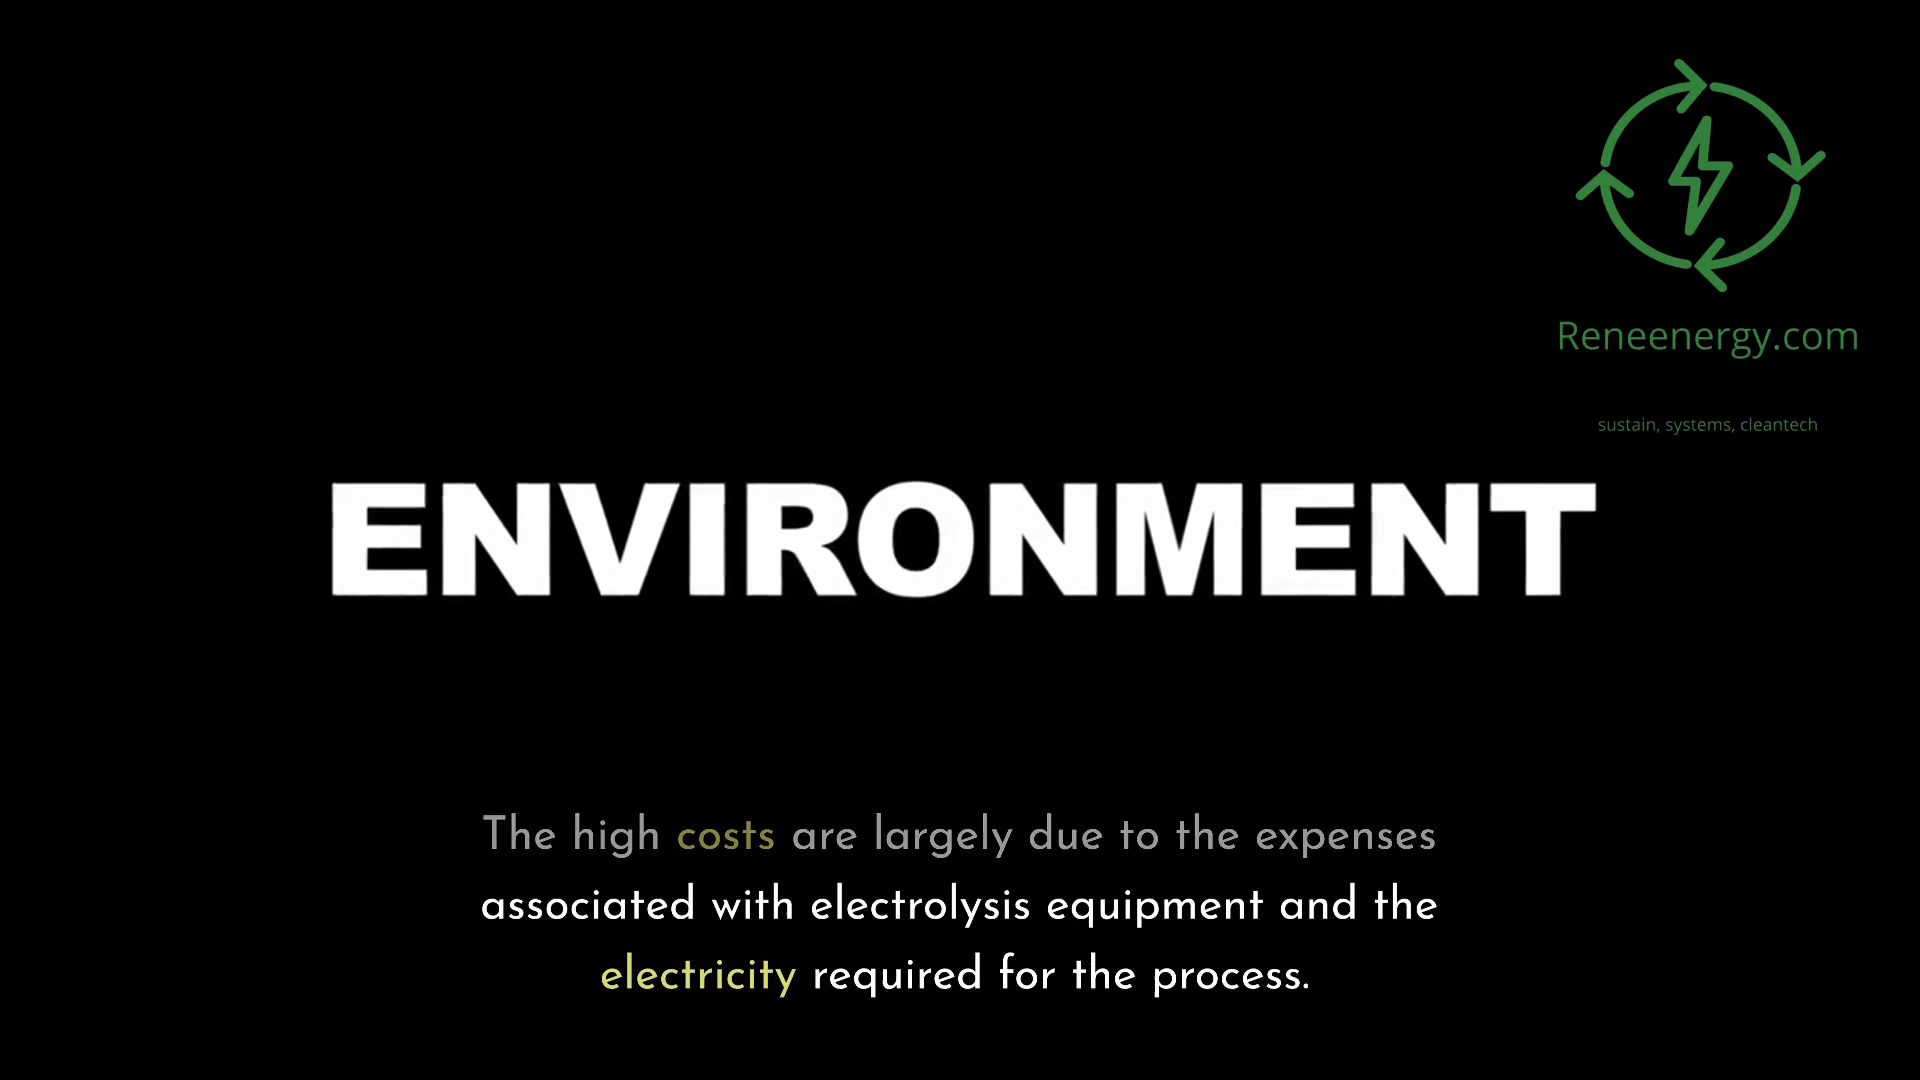 Reneenergy.com
sustain, systems, cleantech
ENVIRONMENT
The high costs are largely due to the expenses
associated with electrolysis equipment and the
electricity required for the process.